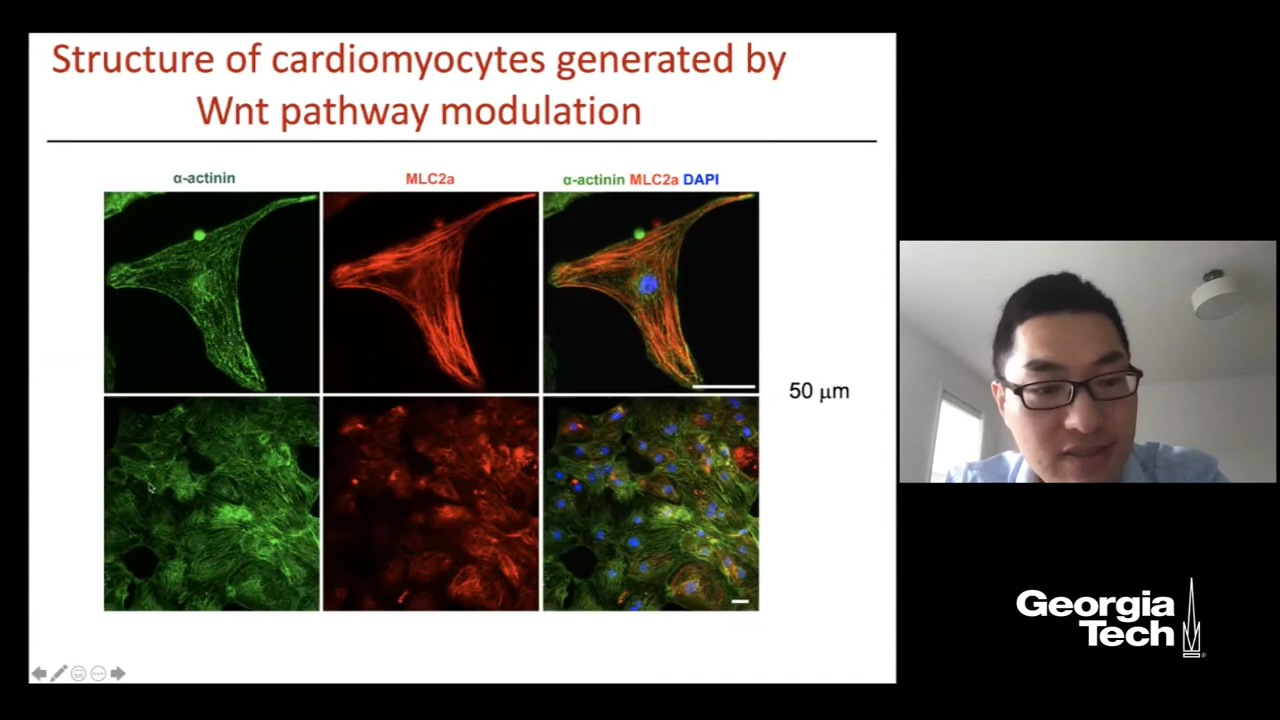 Structure of cardiomyocytes generated by
Wnt pathway modulation
α-actinin
MLC2a
α-actinin MLC2a DAPI
50 μm
Georgia
Tech